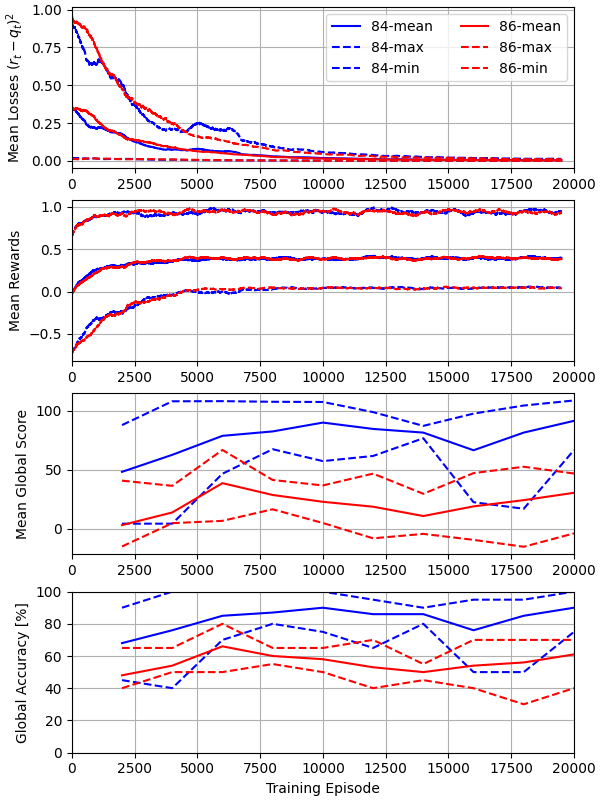 1.00
0.75
0.50
0.25
0.00
Mean Losses $(r_t - q_t)^2$
84-mean
84-max
84-min
86-mean
86-max
86-min
0 2500 5000 7500 10000 12500 15000 17500 20000
1.0
0.5
0.0
−0.5
Mean Rewards
0 2500 5000 7500 10000 12500 15000 17500 20000
100
50
0
Mean Global Score
0 2500 5000 7500 10000 12500 15000 17500 20000
100
80
60
40
20
0
Global Accuracy [%]
0 2500 5000 7500 10000 12500 15000 17500 20000
Training Episode